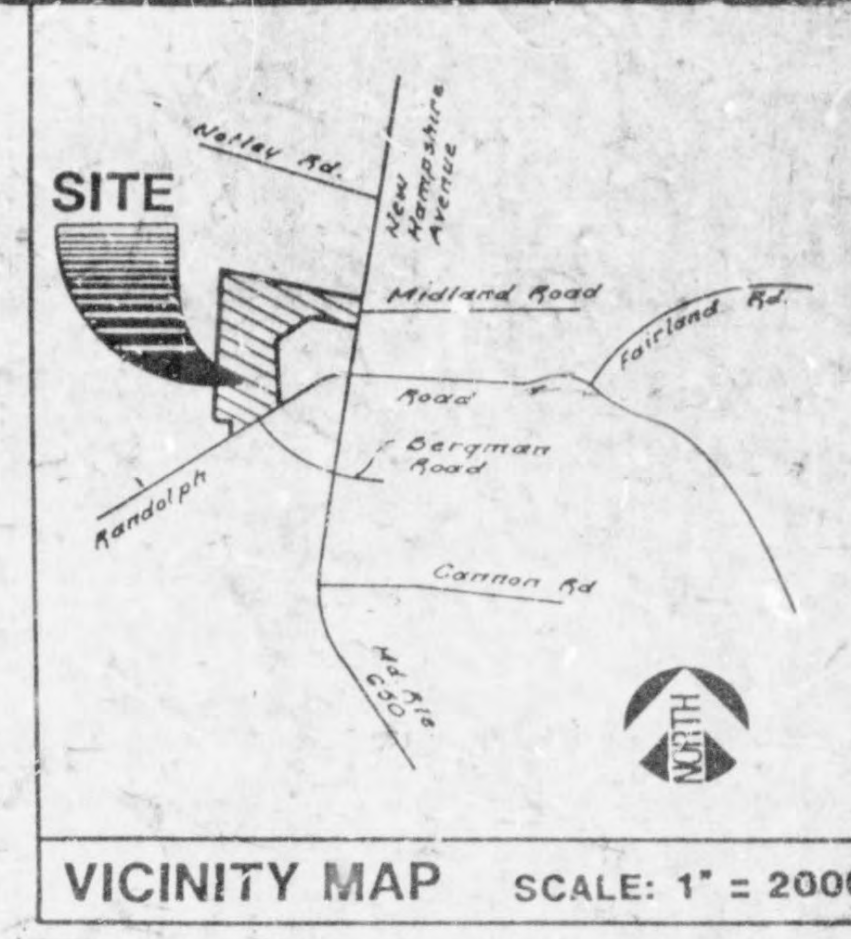 Notley Rd.
SITE
New
Hampshire
Avenue
Midland Road
Fairland Rd.
Road
Bergman
Road
Randolph
Cannon Rd
Md Rte
650
NORTH
VICINITY MAP SCALE: 1" = 200